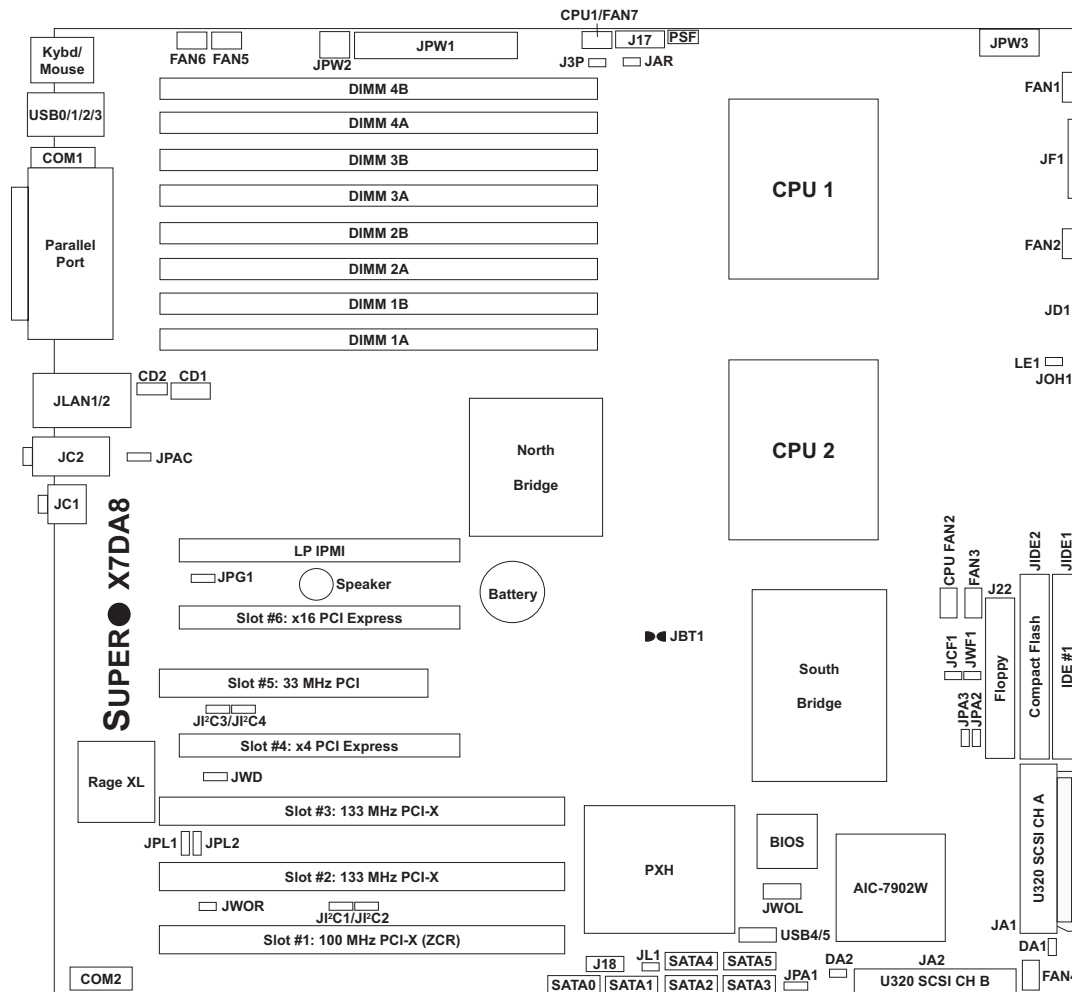 CPU1/FAN7
Kybd/
Mouse
FAN6 FAN5
JPW2
JPW1
J17
PSF
J3P
JAR
JPW3
FAN1
USB0/1/2/3
COM1
Parallel
Port
DIMM 4B
DIMM 4A
DIMM 3B
DIMM 3A
DIMM 2B
DIMM 2A
DIMM 1B
DIMM 1A
CPU 1
JF1
FAN2
JD1
LE1
JOH1
JLAN1/2
CD2 CD1
JC2
JPAC
JC1
North
Bridge
CPU 2
SUPER● X7DA8
LP IPMI
JPG1
Speaker
Battery
Slot #6: x16 PCI Express
JBT1
Slot #5: 33 MHz PCI
JI²C3/JI²C4
Slot #4: x4 PCI Express
Rage XL
JWD
South
Bridge
CPU FAN2
FAN3
J22
JIDE2
JIDE1
JCF1
JWF1
JPA3
JPA2
Floppy
Compact Flash
IDE #1
Slot #3: 133 MHz PCI-X
JPL1
JPL2
Slot #2: 133 MHz PCI-X
JWOR
JI²C1/JI²C2
Slot #1: 100 MHz PCI-X (ZCR)
COM2
PXH
BIOS
JWOL
USB4/5
AIC-7902W
U320 SCSI CH A
JA1
DA1
FAN4
J18
JL1
SATA4
SATA5
SATA0
SATA1
SATA2
SATA3
JPA1
DA2
JA2
U320 SCSI CH B